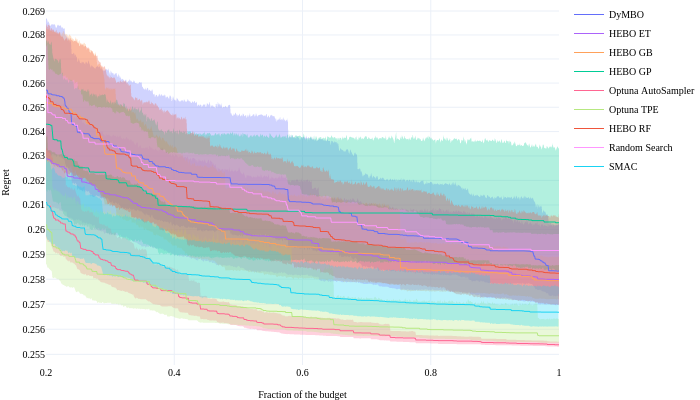 0.269
0.268
0.267
0.266
0.265
0.264
0.263
0.262
0.261
0.26
0.259
0.258
0.257
0.256
0.255
Regret
0.2
0.4
0.6
0.8
1
Fraction of the budget
DyMBO
HEBO ET
HEBO GB
HEBO GP
Optuna AutoSampler
Optuna TPE
HEBO RF
Random Search
SMAC